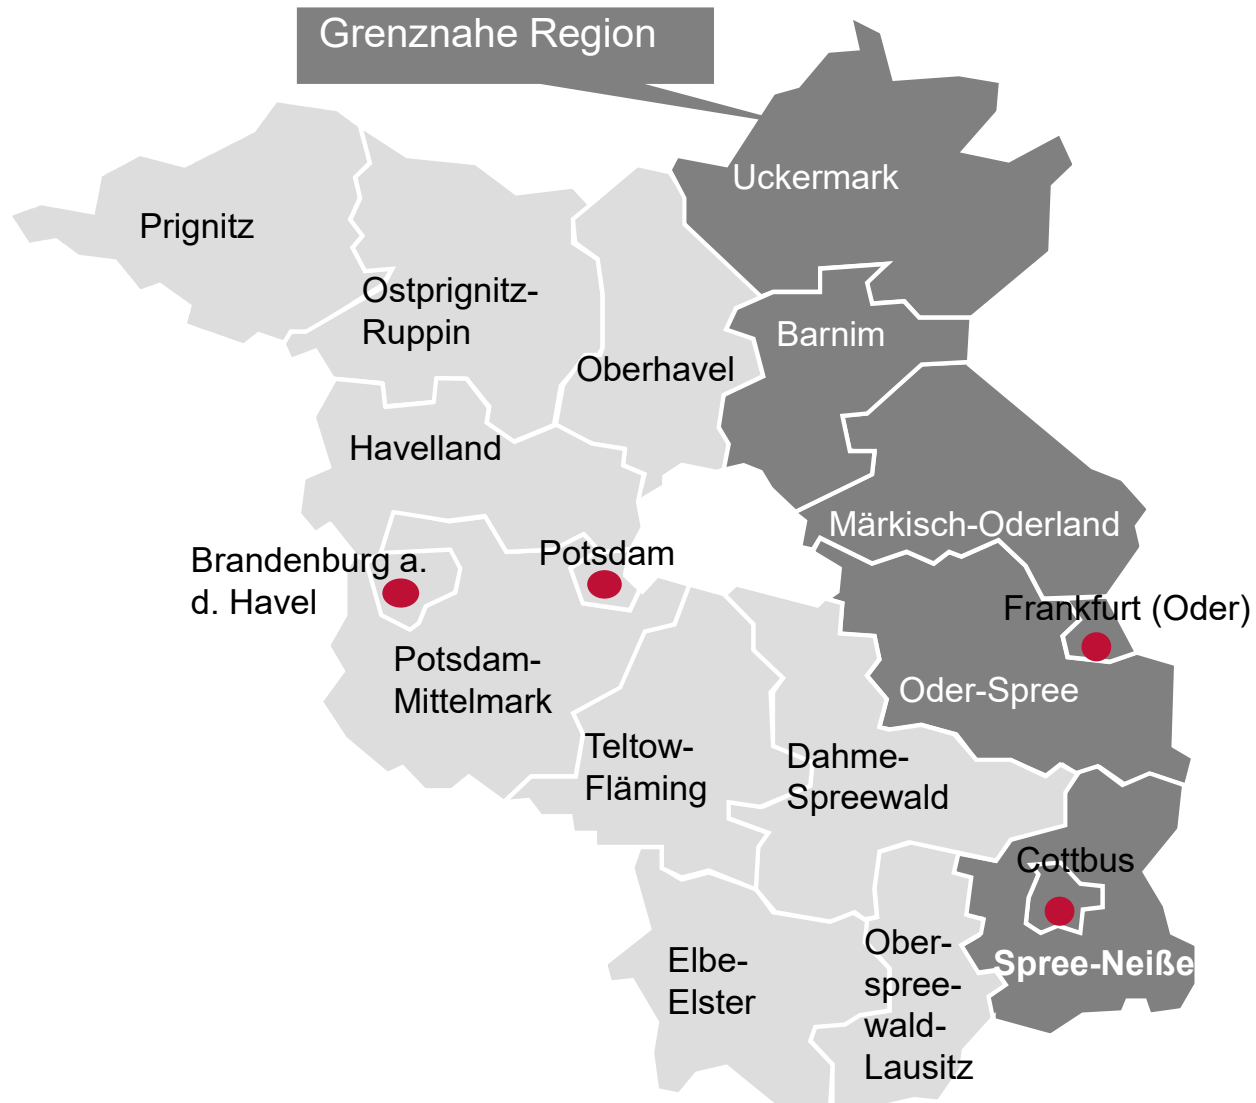 Grenznahe Region
Uckermark
Prignitz
Ostprignitz-
Ruppin
Barnim
Oberhavel
Havelland
Märkisch-Oderland
Brandenburg a.
d. Havel
Potsdam
Frankfurt (Oder)
Potsdam-
Mittelmark
Oder-Spree
Teltow-
Fläming
Dahme-
Spreewald
Cottbus
Spree-Neiße
Elbe-
Elster
Ober-
spree-
wald-
Lausitz